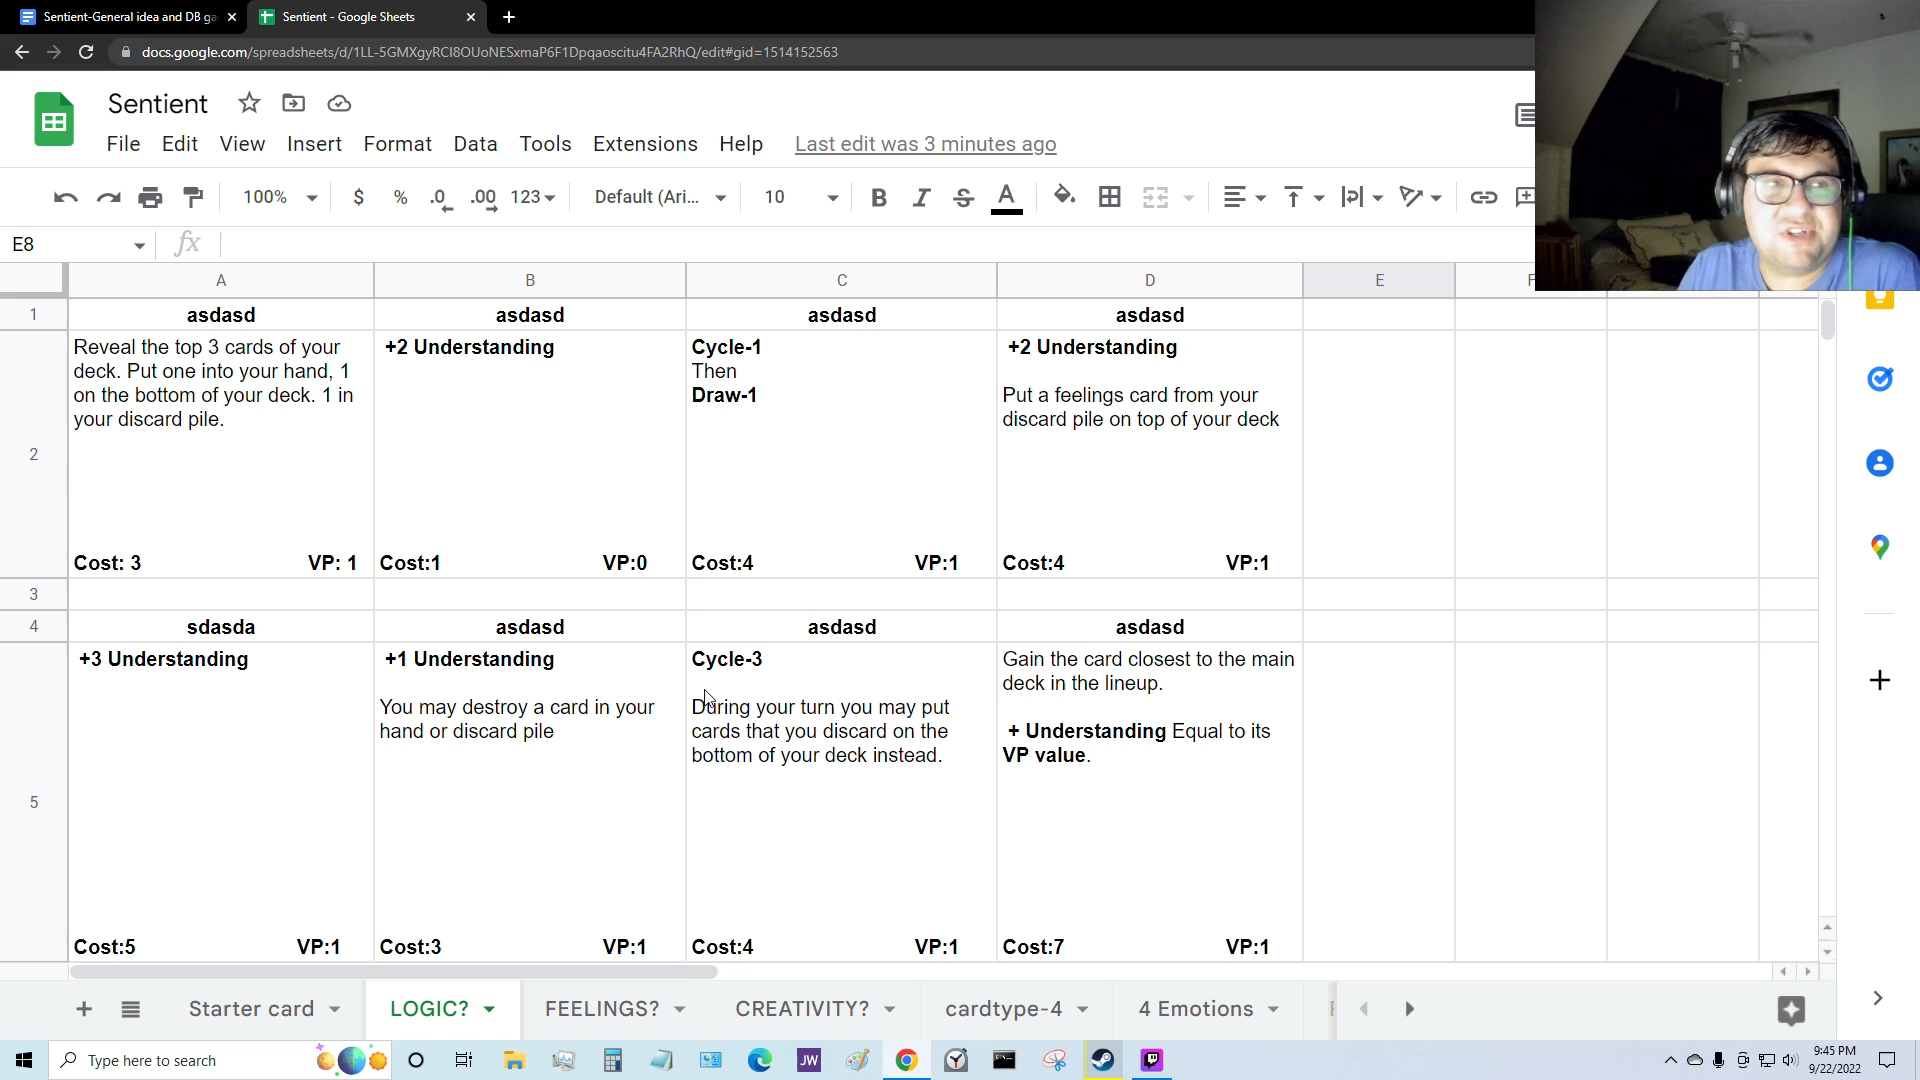 Sentient-General idea and DB ga
Sentient - Google Sheets
docs.google.com/spreadsheets/d/1LL-5GMXgyRCI8OUoNESxmaP6F1Dpqaoscitu4FA2RhQ/edit#gid=1514152563
Sentient
File Edit View Insert Format Data Tools Extensions Help Last edit was 3 minutes ago
100% $ % .0 .00 123 Default (Ari... 10 B I S A
E8 fx
A B C D E F
1 asdasd asdasd asdasd asdasd
2
Reveal the top 3 cards of your
deck. Put one into your hand, 1
on the bottom of your deck. 1 in
your discard pile.
Cost: 3 VP: 1
+2 Understanding
Cost:1 VP:0
Cycle-1
Then
Draw-1
Cost:4 VP:1
+2 Understanding
Put a feelings card from your
discard pile on top of your deck
Cost:4 VP:1
3
4 sdasda asdasd asdasd asdasd
5
+3 Understanding
Cost:5 VP:1
+1 Understanding
You may destroy a card in your
hand or discard pile
Cost:3 VP:1
Cycle-3
During your turn you may put
cards that you discard on the
bottom of your deck instead.
Cost:4 VP:1
Gain the card closest to the main
deck in the lineup.
+ Understanding Equal to its
VP value.
Cost:7 VP:1
Starter card LOGIC? FEELINGS? CREATIVITY? cardtype-4 4 Emotions
Type here to search
JW
9:45 PM
9/22/2022